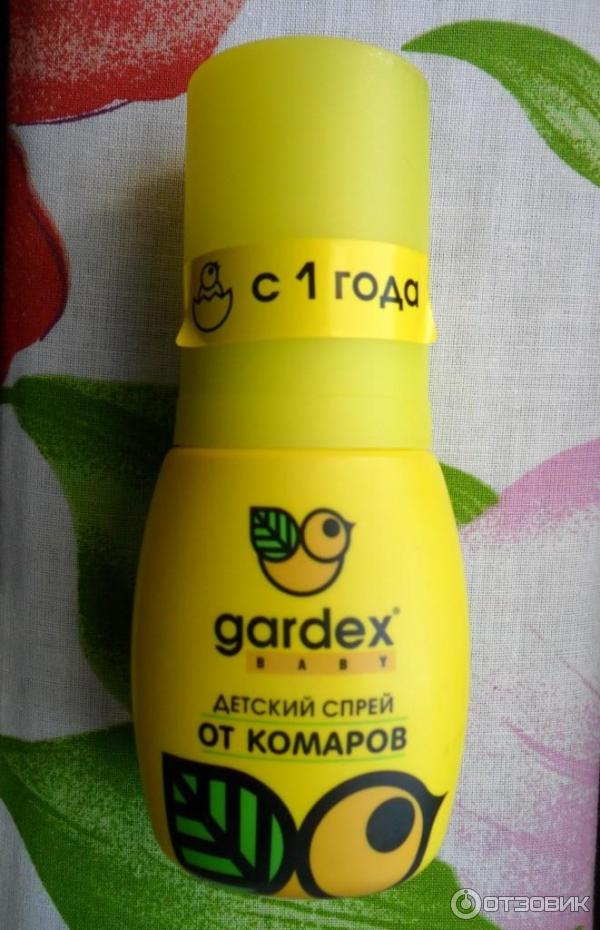 с 1 года
gardex®
BABY
ДЕТСКИЙ СПРЕЙ
ОТ КОМАРОВ
ОТЗОВИК